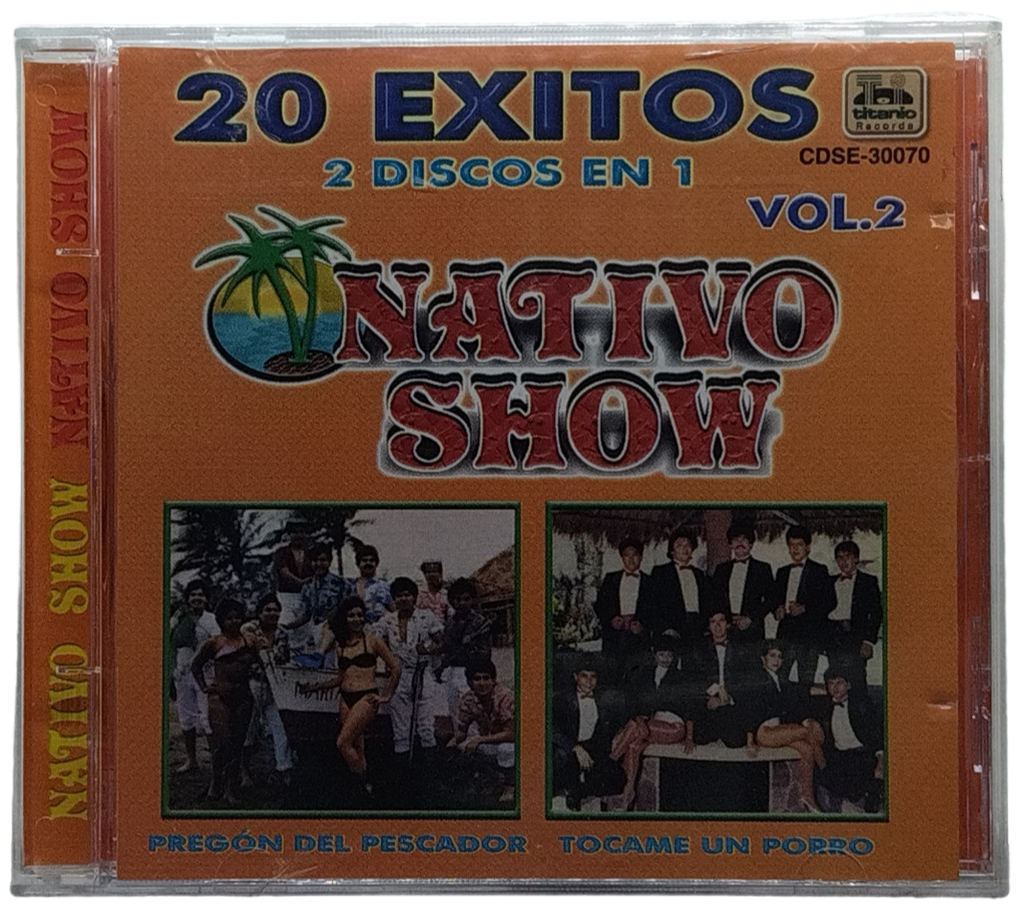 20 EXITOS
Ti
titanio
Records
CDSE-30070
2 DISCOS EN 1
VOL.2
NATIVO
SHOW
NATIVO SHOW NATIVO SHOW
PREGÓN DEL PESCADOR
TOCAME UN PORRO